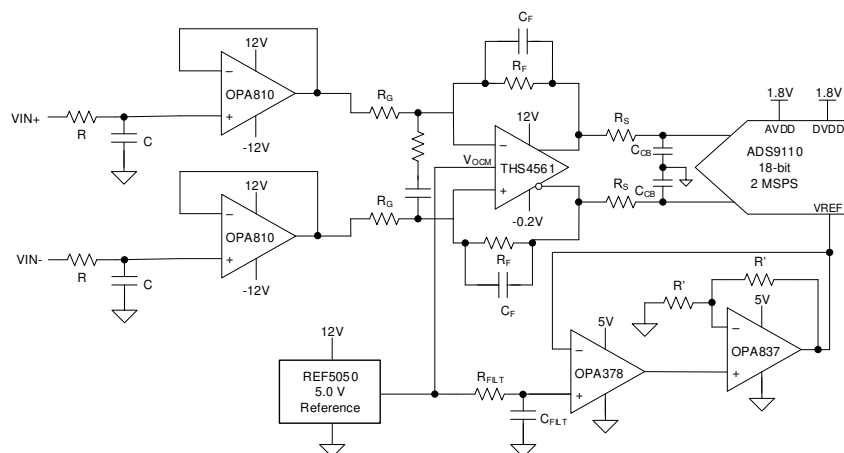 CF
12V
RF
12V
1.8V
1.8V
OPA810
RG
RS
AVDD
DVDD
VIN+
R
C
-12V
12V
VOCM
THS4561
CCB
ADS9110
18-bit
2 MSPS
12V
RG
-0.2V
RS
CCB
VREF
OPA810
RF
VIN-
R
C
-12V
CF
R'
R'
5V
5V
12V
REF5050
5.0 V
Reference
RFILT
CFILT
OPA378
OPA837